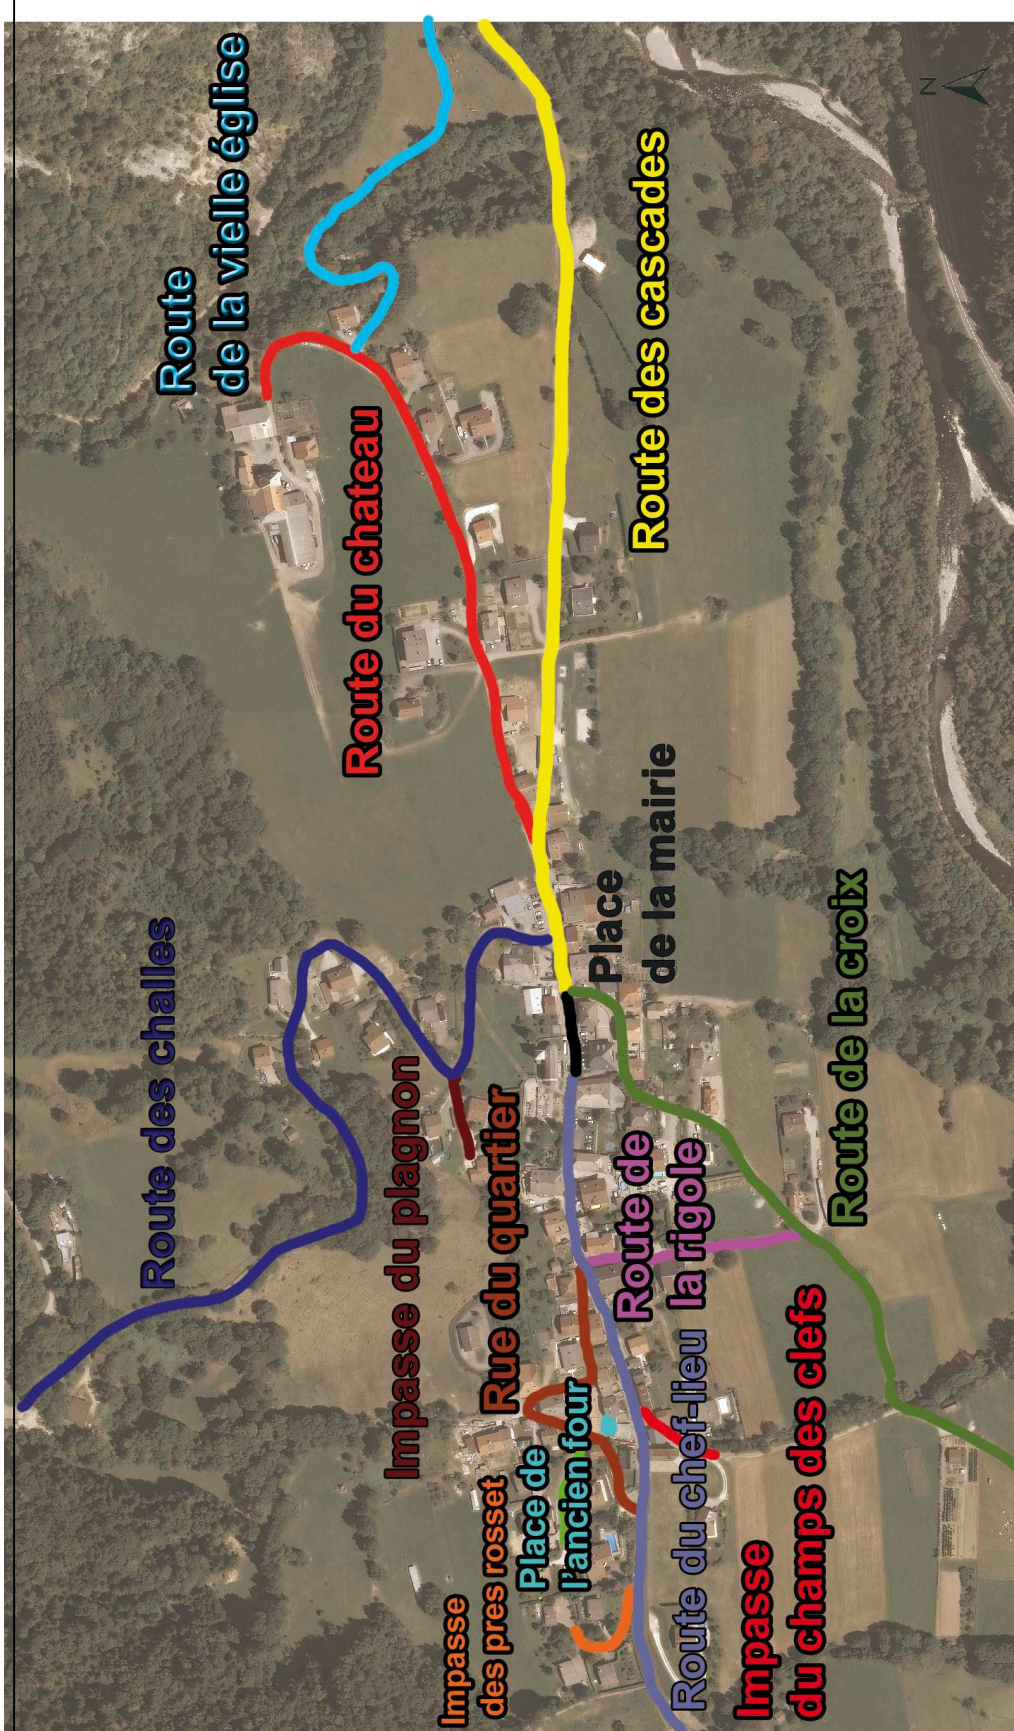 Route
de la vielle église
Route du chateau
Route des cascades
N
Route des challes
Place
de la mairie
Route de la croix
Impasse du plagnon
Rue du quartier
Route de
la rigole
Route du chef-lieu
Impasse
des pres rosset
Place de
l'ancien four
Impasse
du champs des clefs